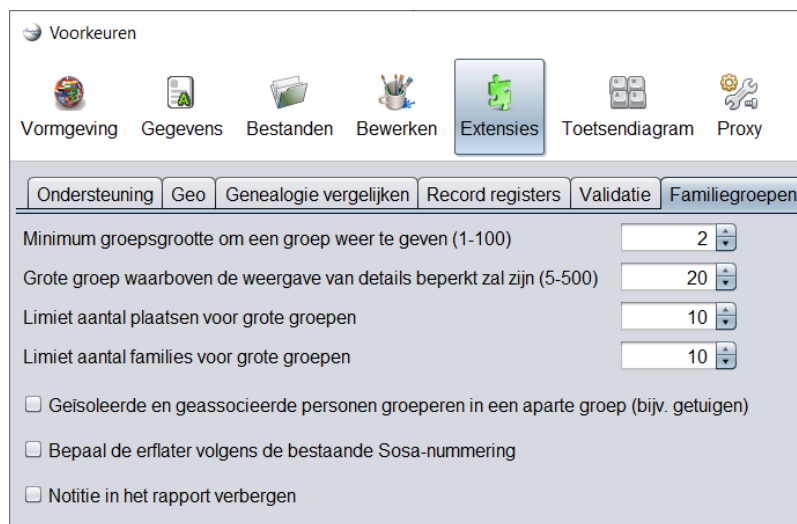 Voorkeuren
Vormgeving Gegevens Bestanden Bewerken Extensies Toetsendiagram Proxy
Ondersteuning Geo Genealogie vergelijken Record registers Validatie Familiegroepen
Minimum groepsgrootte om een groep weer te geven (1-100) 2
Grote groep waarboven de weergave van details beperkt zal zijn (5-500) 20
Limiet aantal plaatsen voor grote groepen 10
Limiet aantal families voor grote groepen 10
Geïsoleerde en geassocieerde personen groeperen in een aparte groep (bijv. getuigen)
Bepaal de erflater volgens de bestaande Sosa-nummering
Notitie in het rapport verbergen